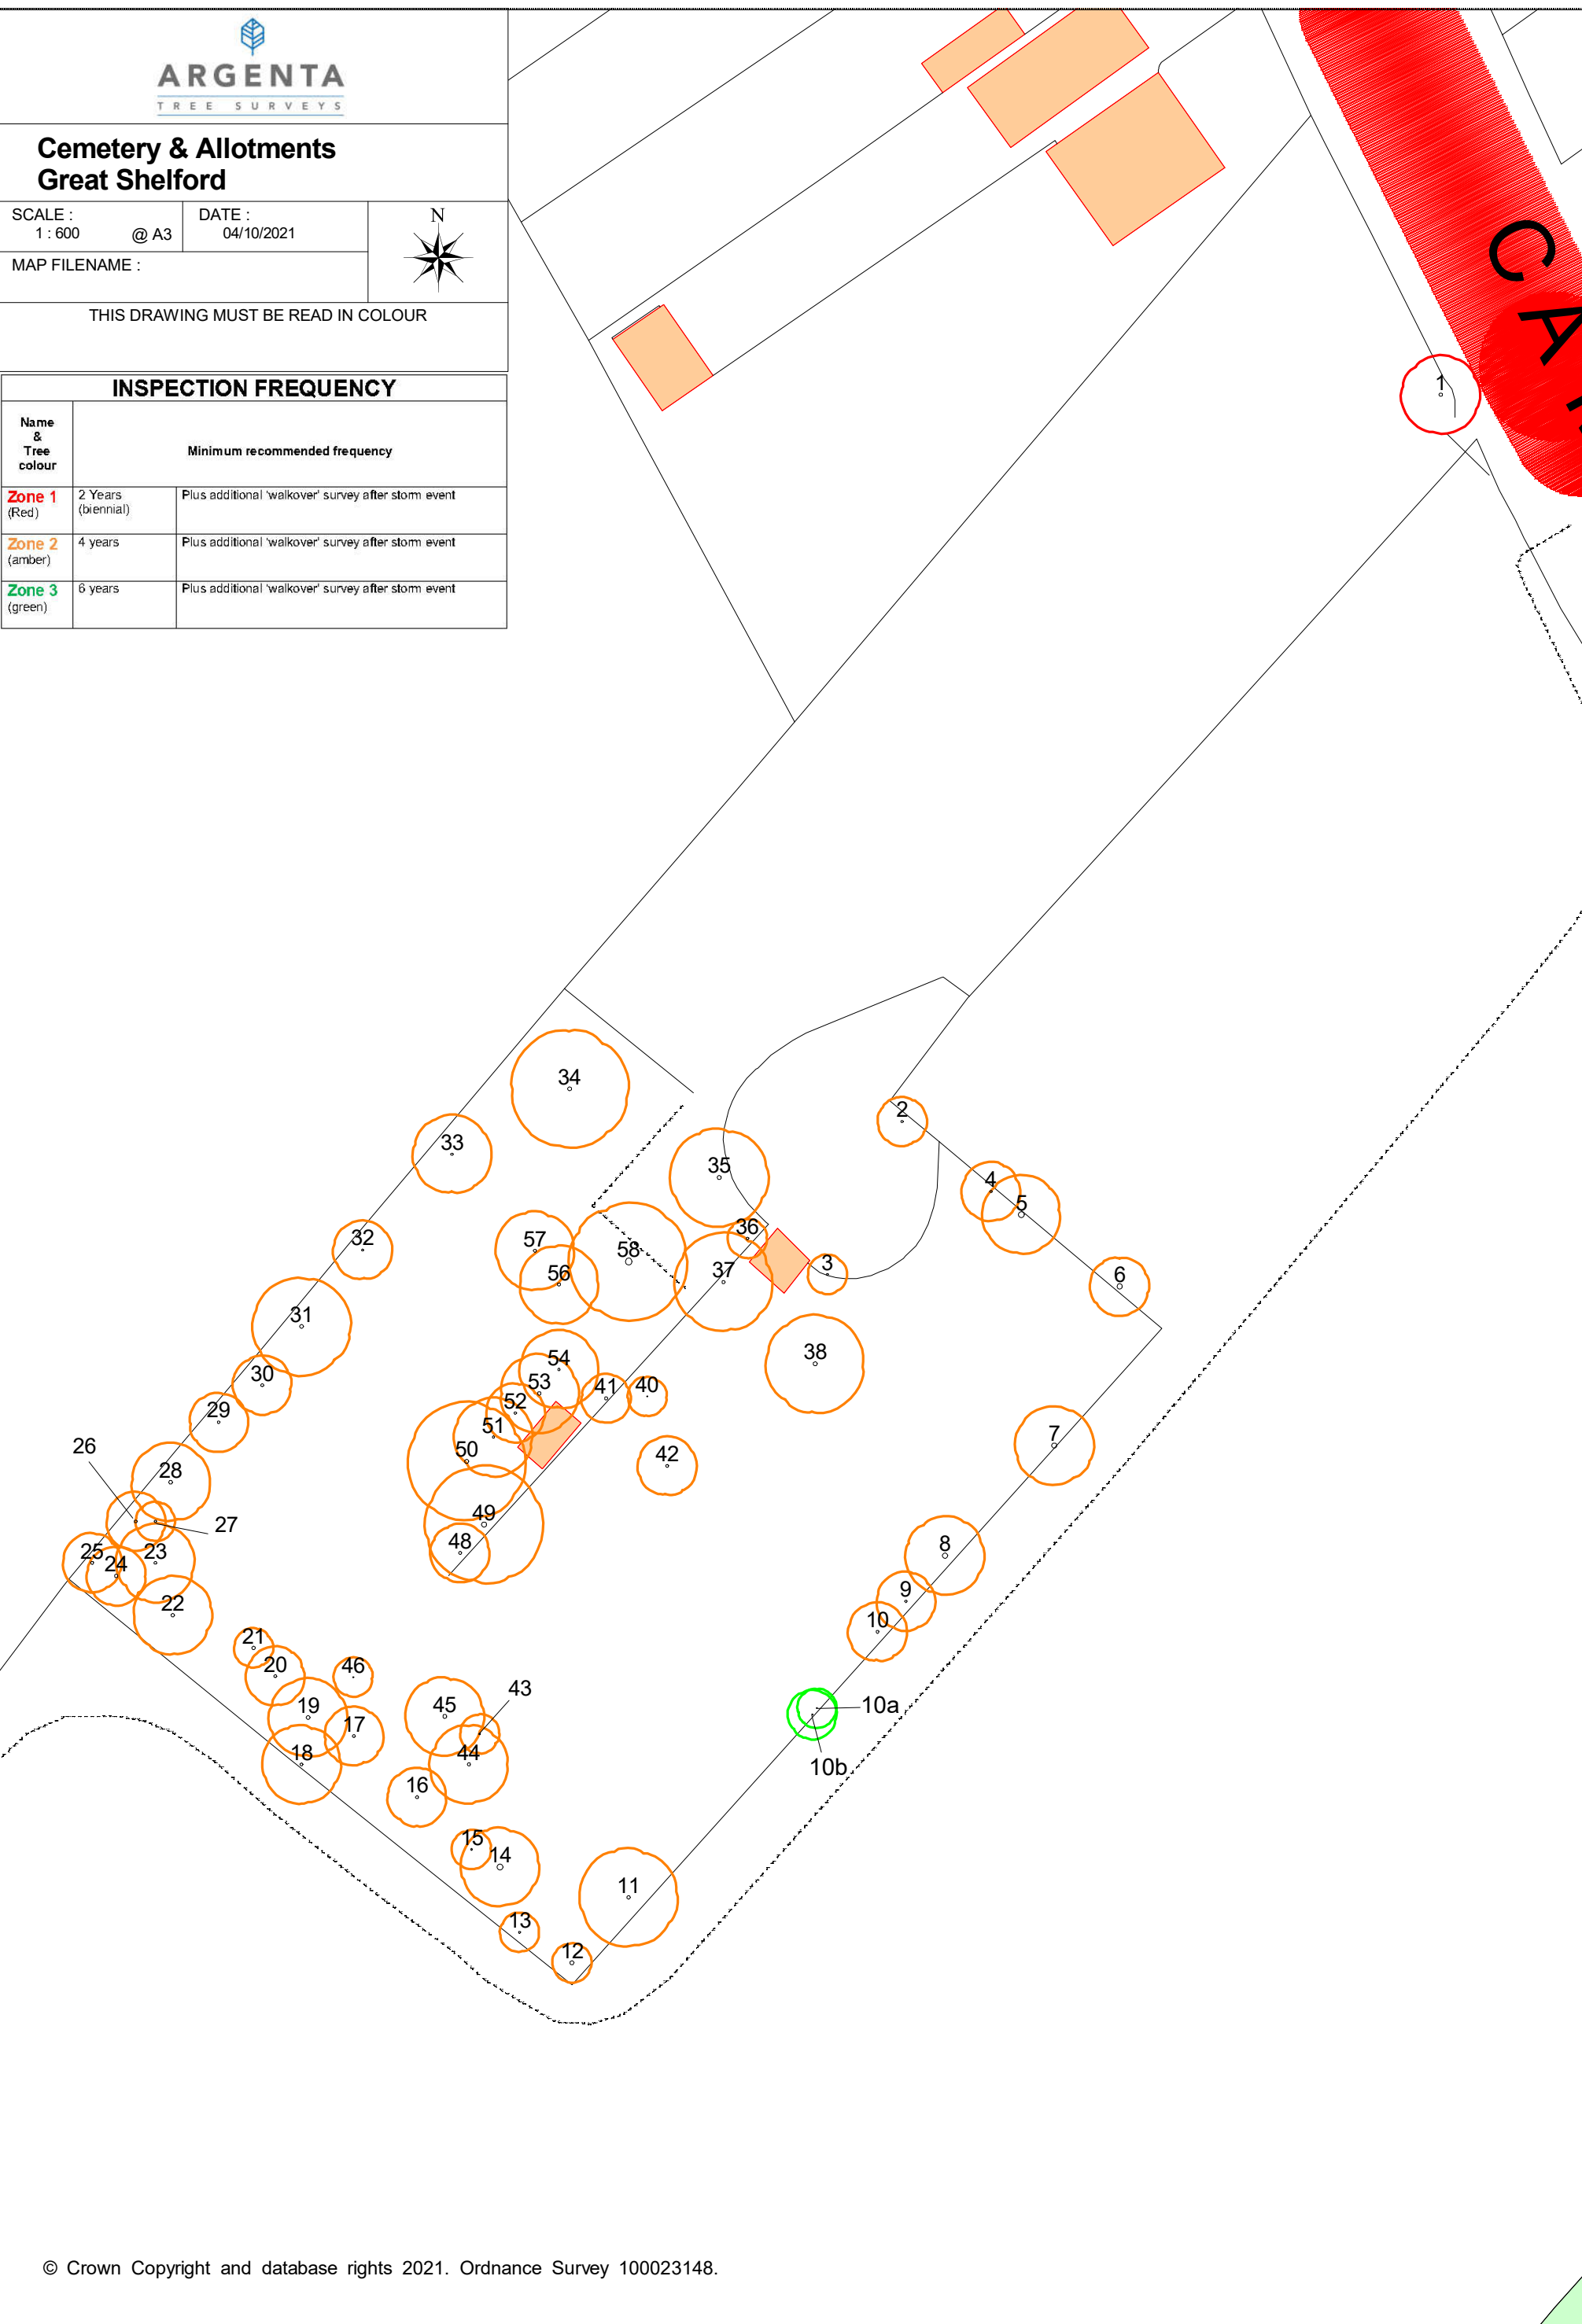 ARGENTA
TREE SURVEYS
Cemetery & Allotments
Great Shelford
SCALE :
1 : 600 @ A3
DATE :
04/10/2021
N
MAP FILENAME :
THIS DRAWING MUST BE READ IN COLOUR
INSPECTION FREQUENCY
Name
&
Tree
colour
Minimum recommended frequency
Zone 1
(Red)
2 Years
(biennial)
Plus additional 'walkover' survey after storm event
Zone 2
(amber)
4 years
Plus additional 'walkover' survey after storm event
Zone 3
(green)
6 years
Plus additional 'walkover' survey after storm event
C A
1
34
2
33
35
4
5
36
32
57
58
3
56
37
6
31
38
54
30
53
40
41
52
29
51
7
26
50
42
28
49
27
8
48
25
23
24
9
22
10
21
20
46
43
45
10a
19
17
44
18
10b
16
15
14
11
13
12
© Crown Copyright and database rights 2021. Ordnance Survey 100023148.